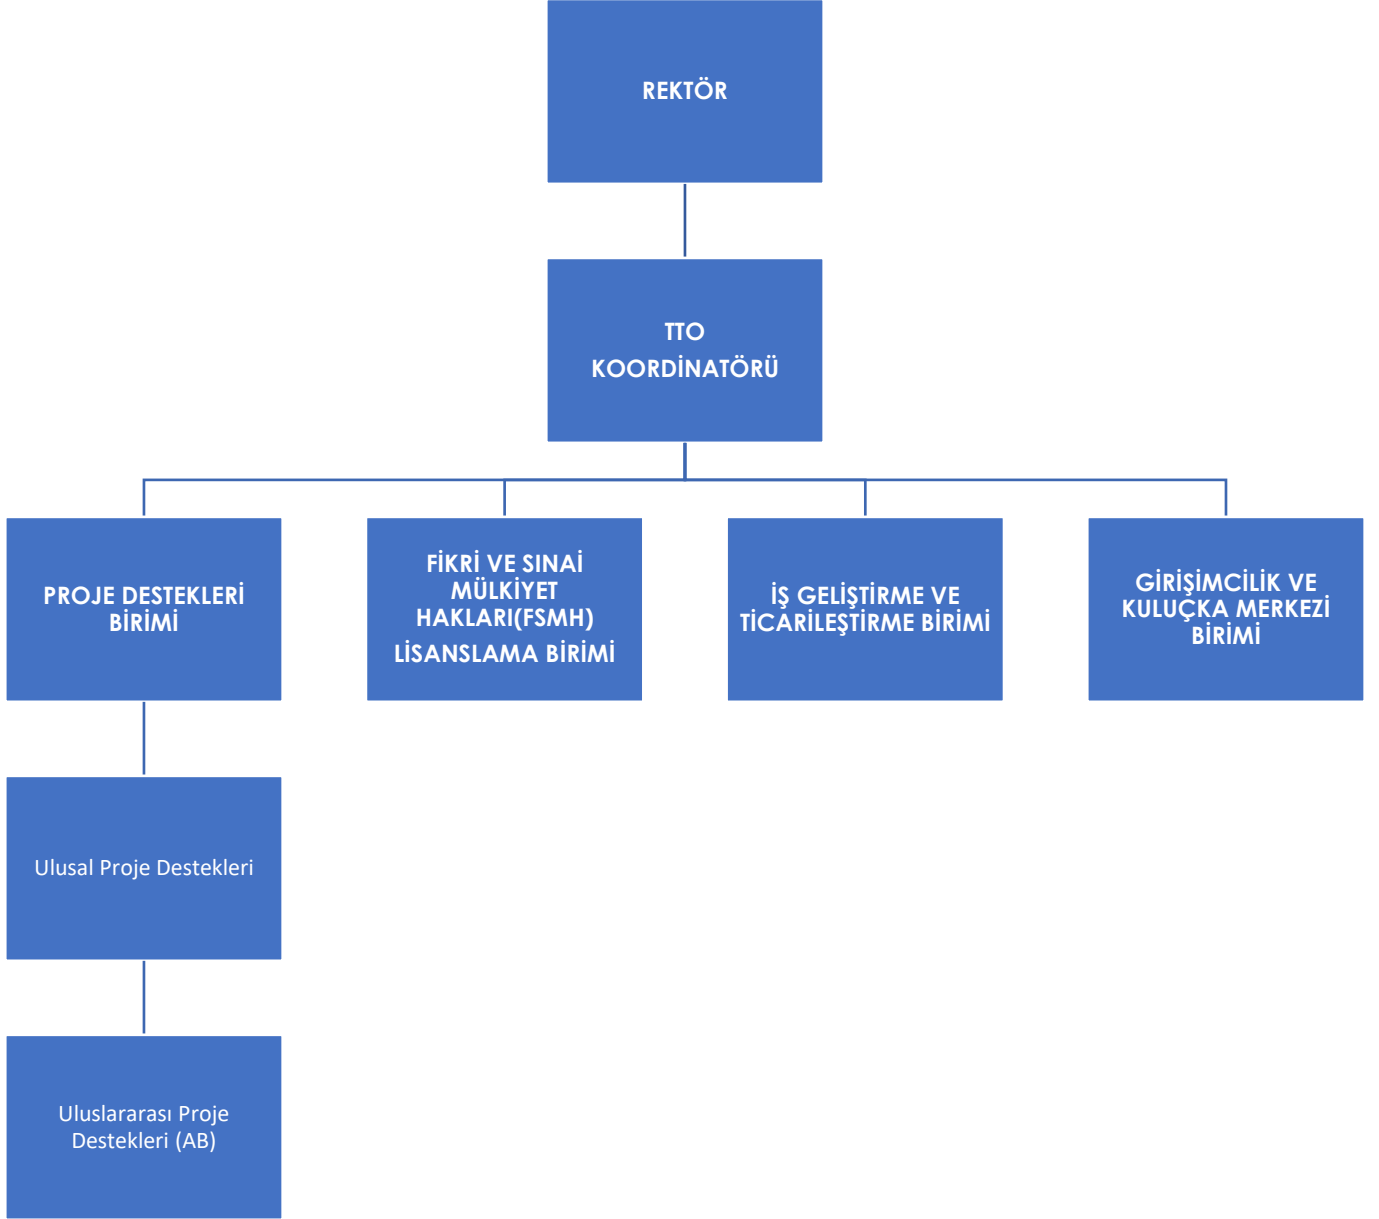 REKTÖR
TTO
KOORDİNATÖRÜ
PROJE DESTEKLERİ
BİRİMİ
FİKRİ VE SINAİ
MÜLKİYET
HAKLARI(FSMH)
LİSANSLAMA BİRİMİ
İŞ GELİŞTİRME VE
TİCARİLEŞTİRME BİRİMİ
GİRİŞİMCİLİK VE
KULUÇKA MERKEZİ
BİRİMİ
Ulusal Proje Destekleri
Uluslararası Proje
Destekleri (AB)